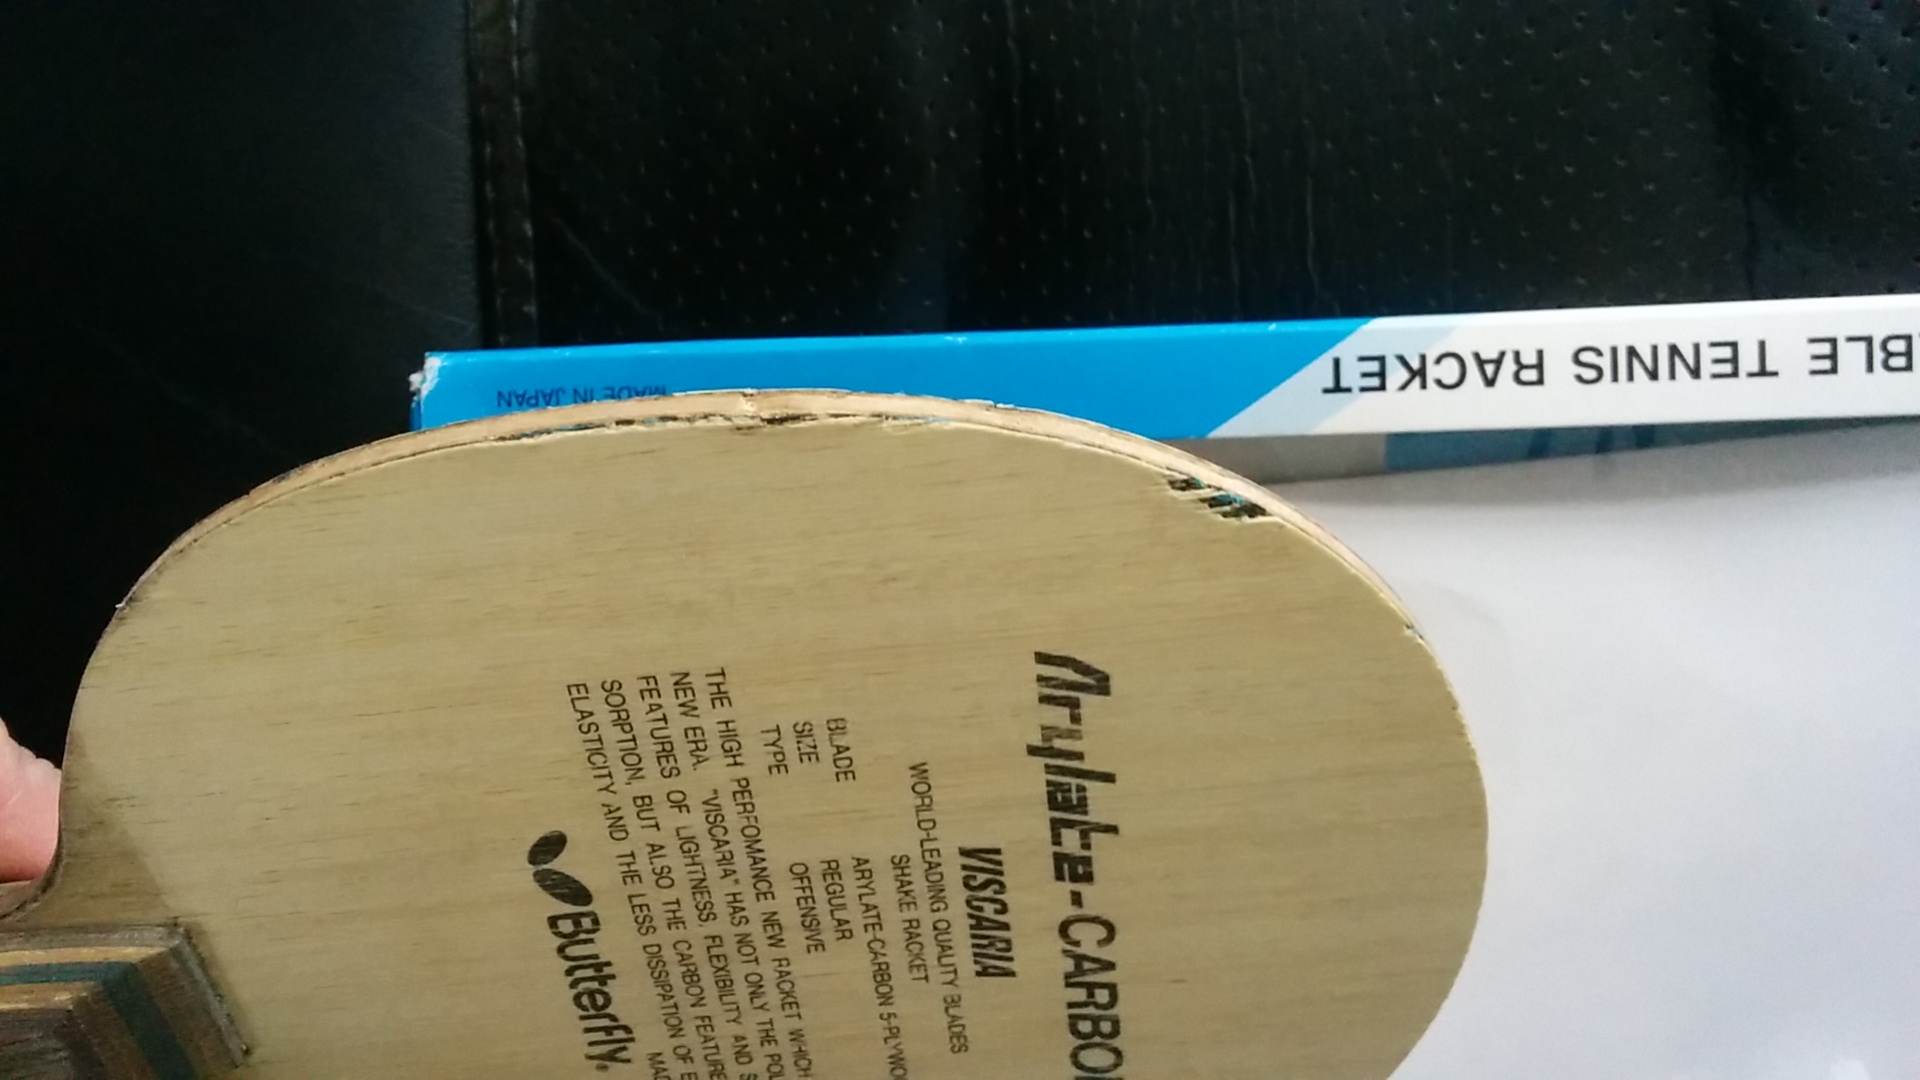 BLE TENNIS RACKET
MADE IN JAPAN
Arylate-CARBO
VISCARIA
WORLD-LEADING QUALITY BLADES
SHAKE RACKET
BLADE ARYLATE-CARBON 5-PLYWO
SIZE REGULAR
TYPE OFFENSIVE
THE HIGH PERFOMANCE NEW RACKET WHICH
NEW ERA. "VISCARIA" HAS NOT ONLY THE POL
FEATURES OF LIGHTNESS, FLEXIBILITY AND S
SORPTION, BUT ALSO THE CARBON FEATURE
ELASTICITY AND THE LESS DISSIPATION OF E
MAD
Butterfly